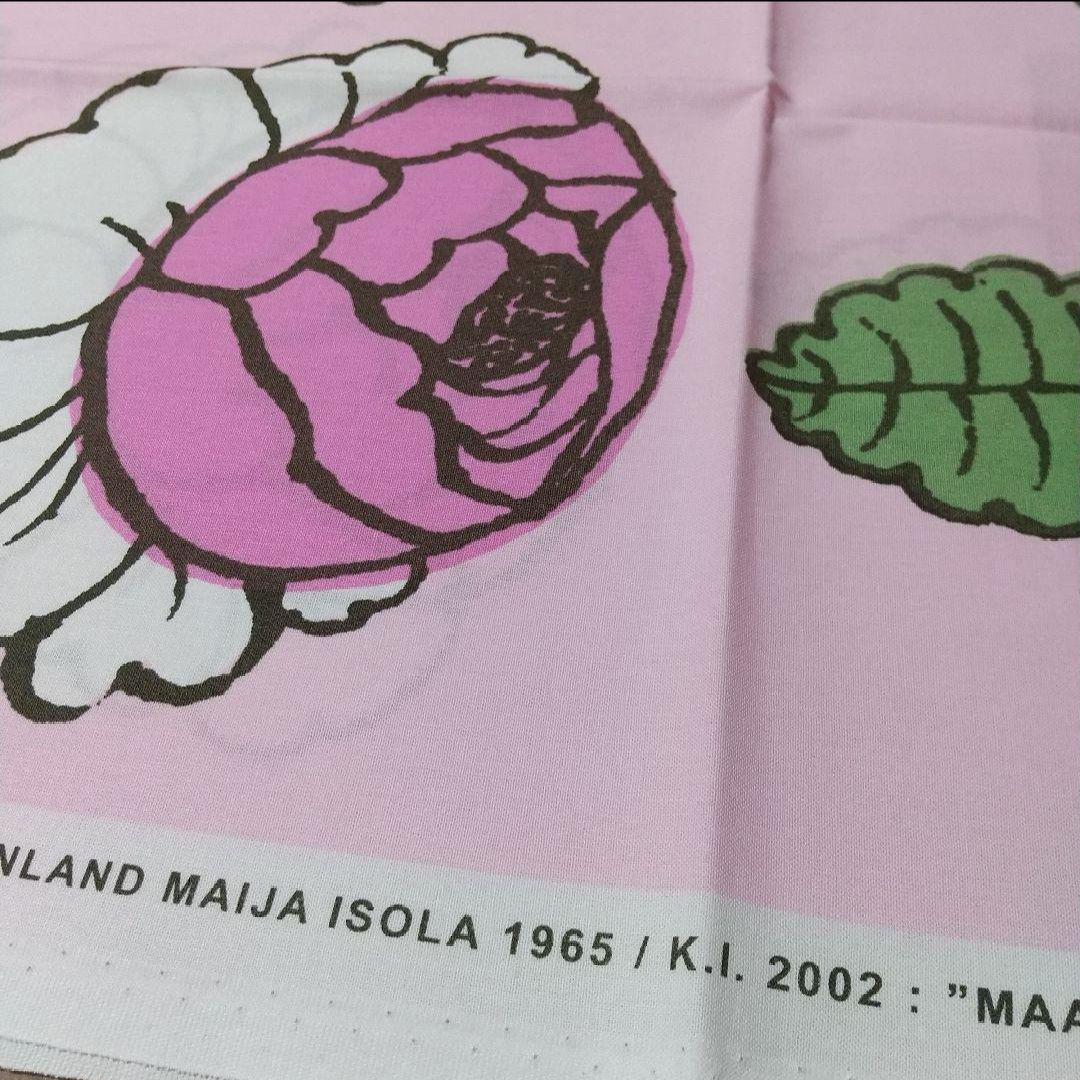 NLAND MAIJA ISOLA 1965 / K.I. 2002 : ”MAA